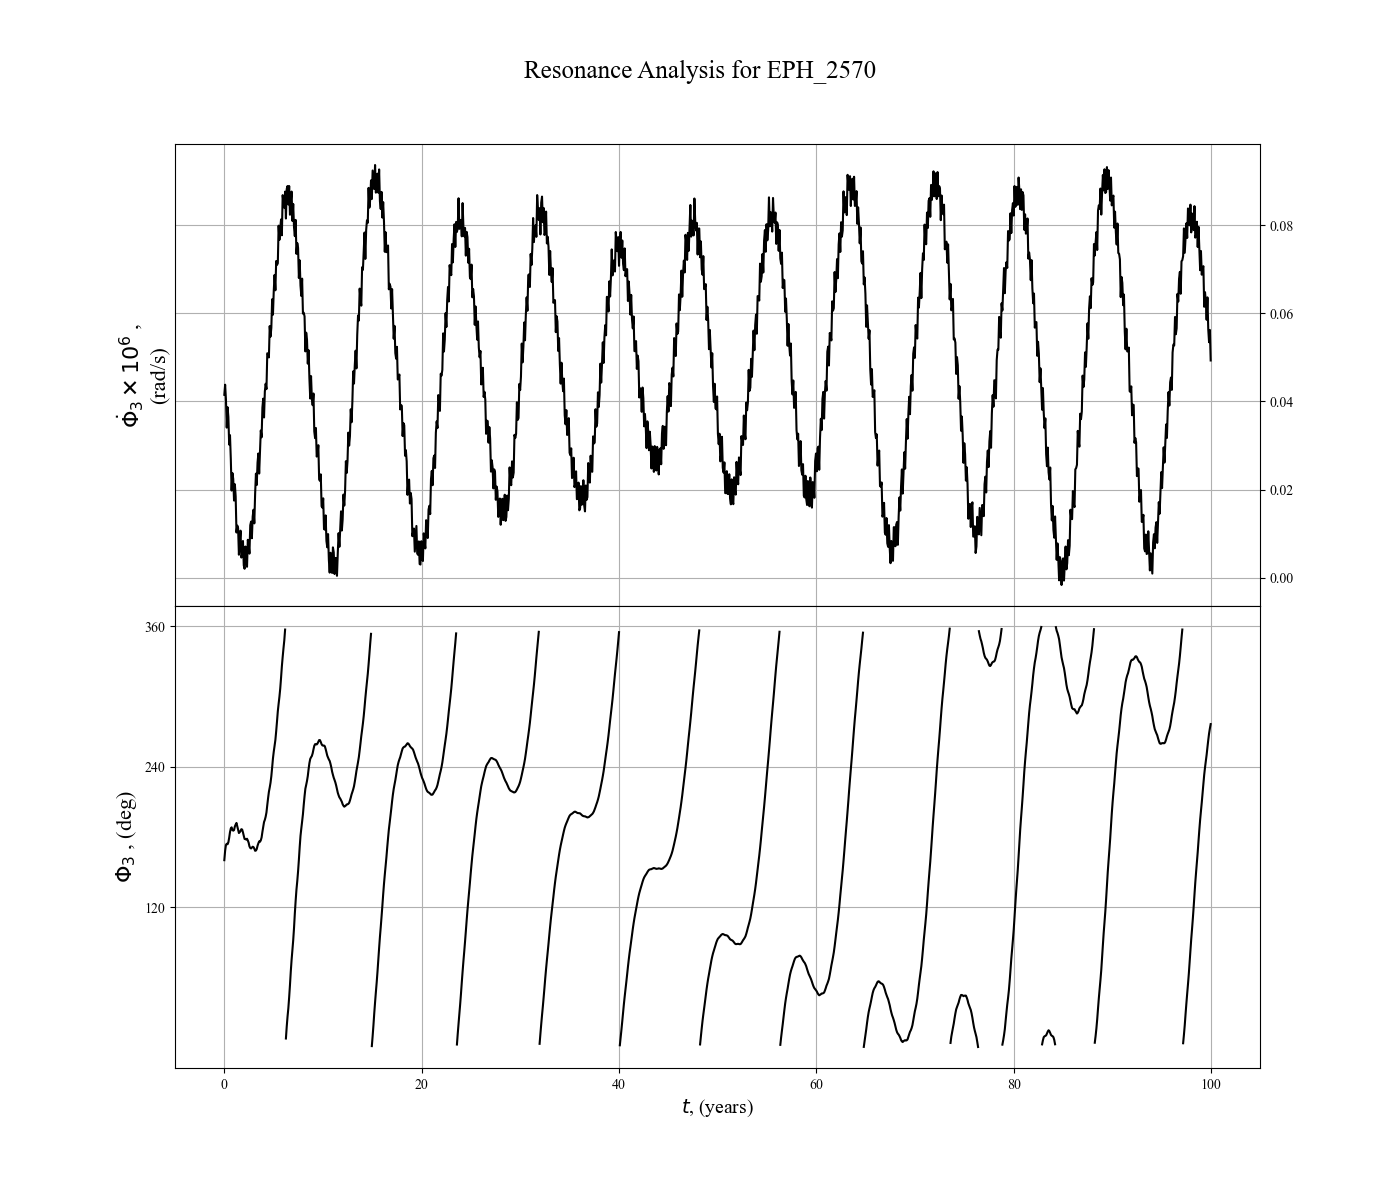 Resonance Analysis for EPH_2570
Φ̇₃ × 10⁶ ,
(rad/s)
0.08
0.06
0.04
0.02
0.00
360
240
120
Φ₃ , (deg)
0 20 40 60 80 100
t, (years)